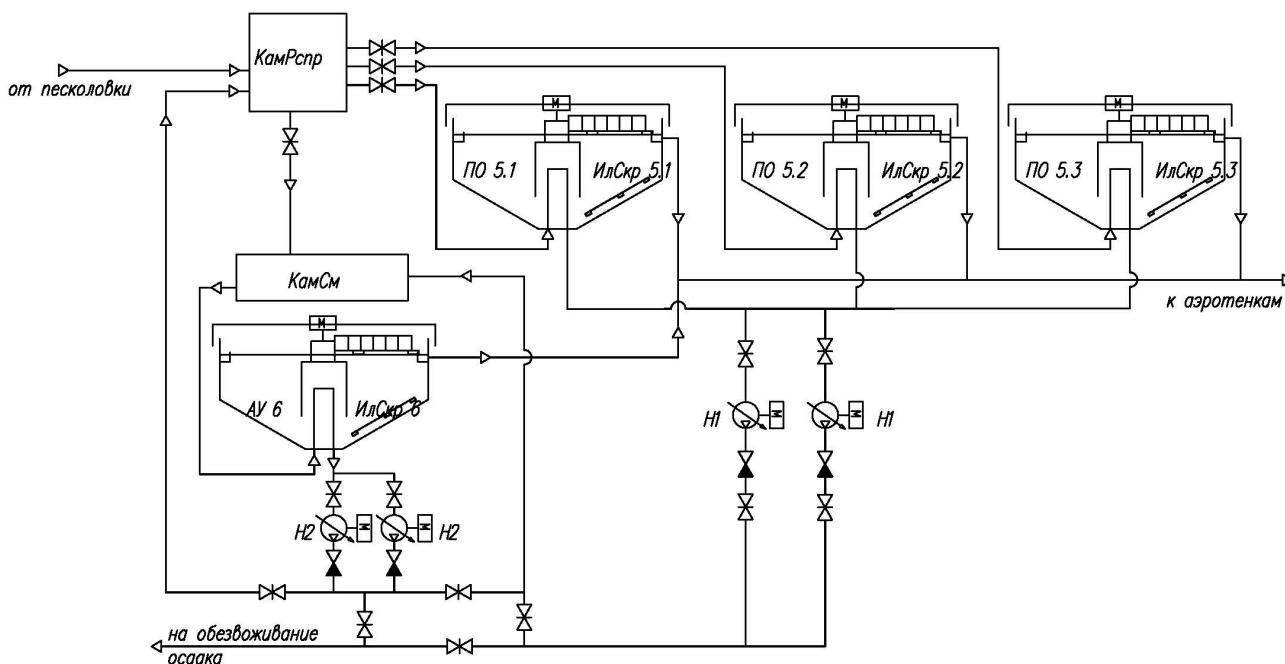 КамРспр
от песколовки
М
М
М
ПО 5.1
ИлСкр 5.1
ПО 5.2
ИлСкр 5.2
ПО 5.3
ИлСкр 5.3
КамСм
к аэротенкам
М
АУ 6
ИлСкр 6
Н1
М
М
Н1
Н2
М
М
Н2
на обезвоживание
осадка